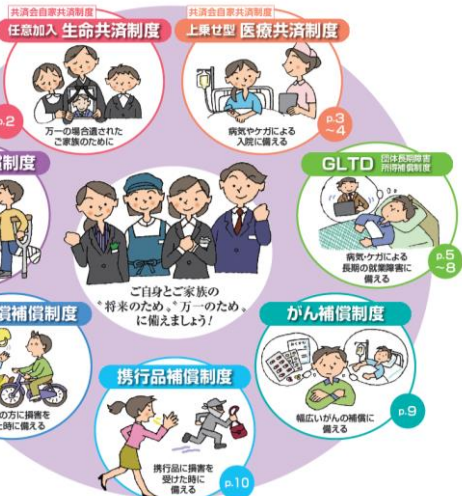 共済会自家共済制度
任意加入 生命共済制度
万一の場合遺された
ご家族のために
p.2
共済会自家共済制度
上乗せ型 医療共済制度
病気やケガによる
入院に備える
p.3
~4
償制度
GLTD 団体長期障害
所得補償制度
病気・ケガによる
長期の就業障害に
備える
p.5
~8
ご自身とご家族の
“将来のため。”万一のため。
に備えましょう!
償補償制度
の方に損害を
た時に備える
がん補償制度
幅広いがんの補償に
備える
p.9
携行品補償制度
携行品に損害を
受けた時に
備える
p.10